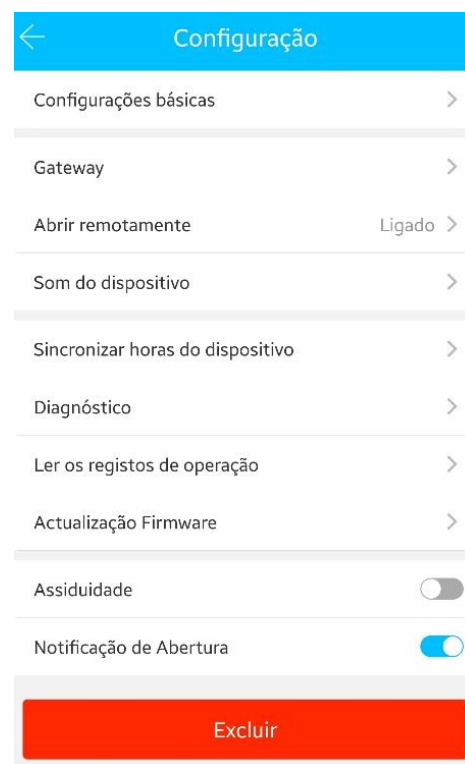 Configuração
Configurações básicas
Gateway
Abrir remotamente Ligado
Som do dispositivo
Sincronizar horas do dispositivo
Diagnóstico
Ler os registos de operação
Actualização Firmware
Assiduidade
Notificação de Abertura
Excluir